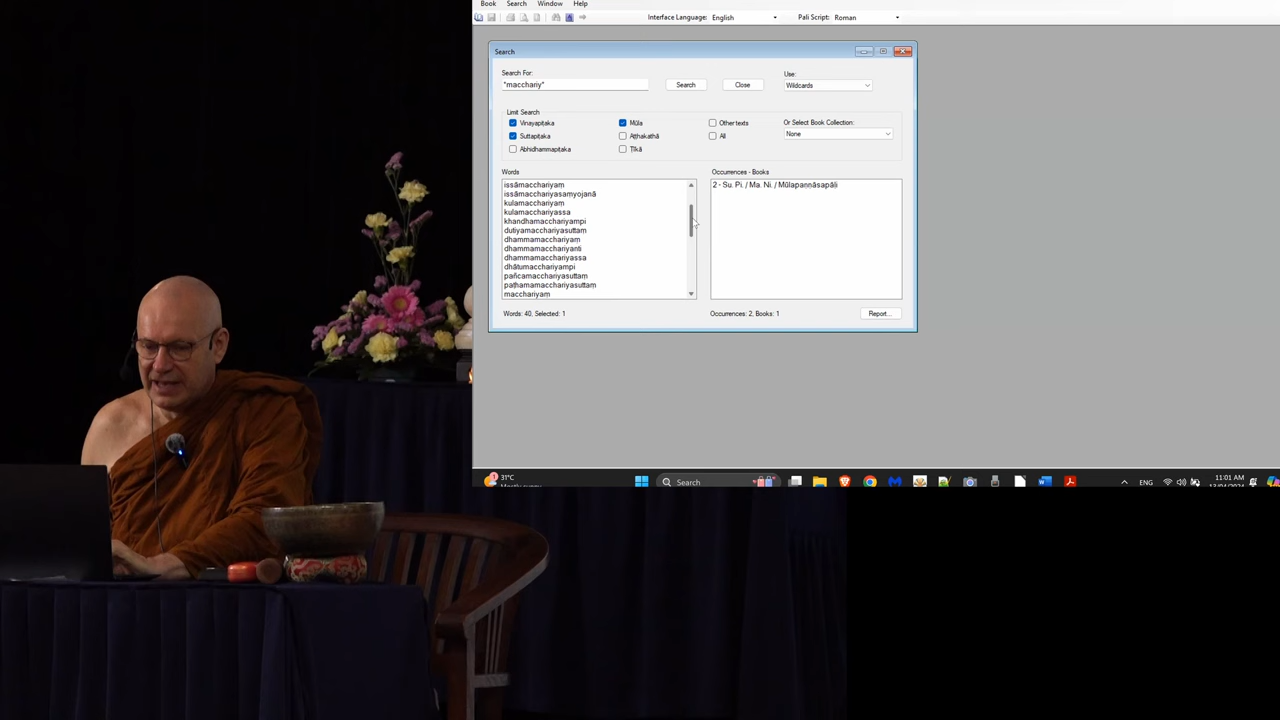 Book Search Window Help
Interface Language: English Pali Script: Roman
Search
Search For:
*macchariy* Search Close
Use:
Wildcards
Limit Search
Vinayapiṭaka Mūla Other texts
Suttapiṭaka Aṭṭhakathā All
Abhidhammapiṭaka Ṭīkā
Or Select Book Collection:
None
Words
issāmacchariyaṃ
issāmacchariyasaṃyojanā
kulamacchariyaṃ
kulamacchariyassa
khandhamacchariyampi
dutiyamacchariyasuttaṃ
dhammamacchariyaṃ
dhammamacchariyanti
dhammamacchariyassa
dhātumacchariyampi
pañcamacchariyasuttaṃ
paṭhamamacchariyasuttaṃ
macchariyaṃ
Words: 40, Selected: 1
Occurrences - Books
2 - Su. Pi. / Ma. Ni. / Mūlapaṇṇāsapāḷi
Occurrences: 2, Books: 1 Report...
31°C
Search
ENG
11:01 AM